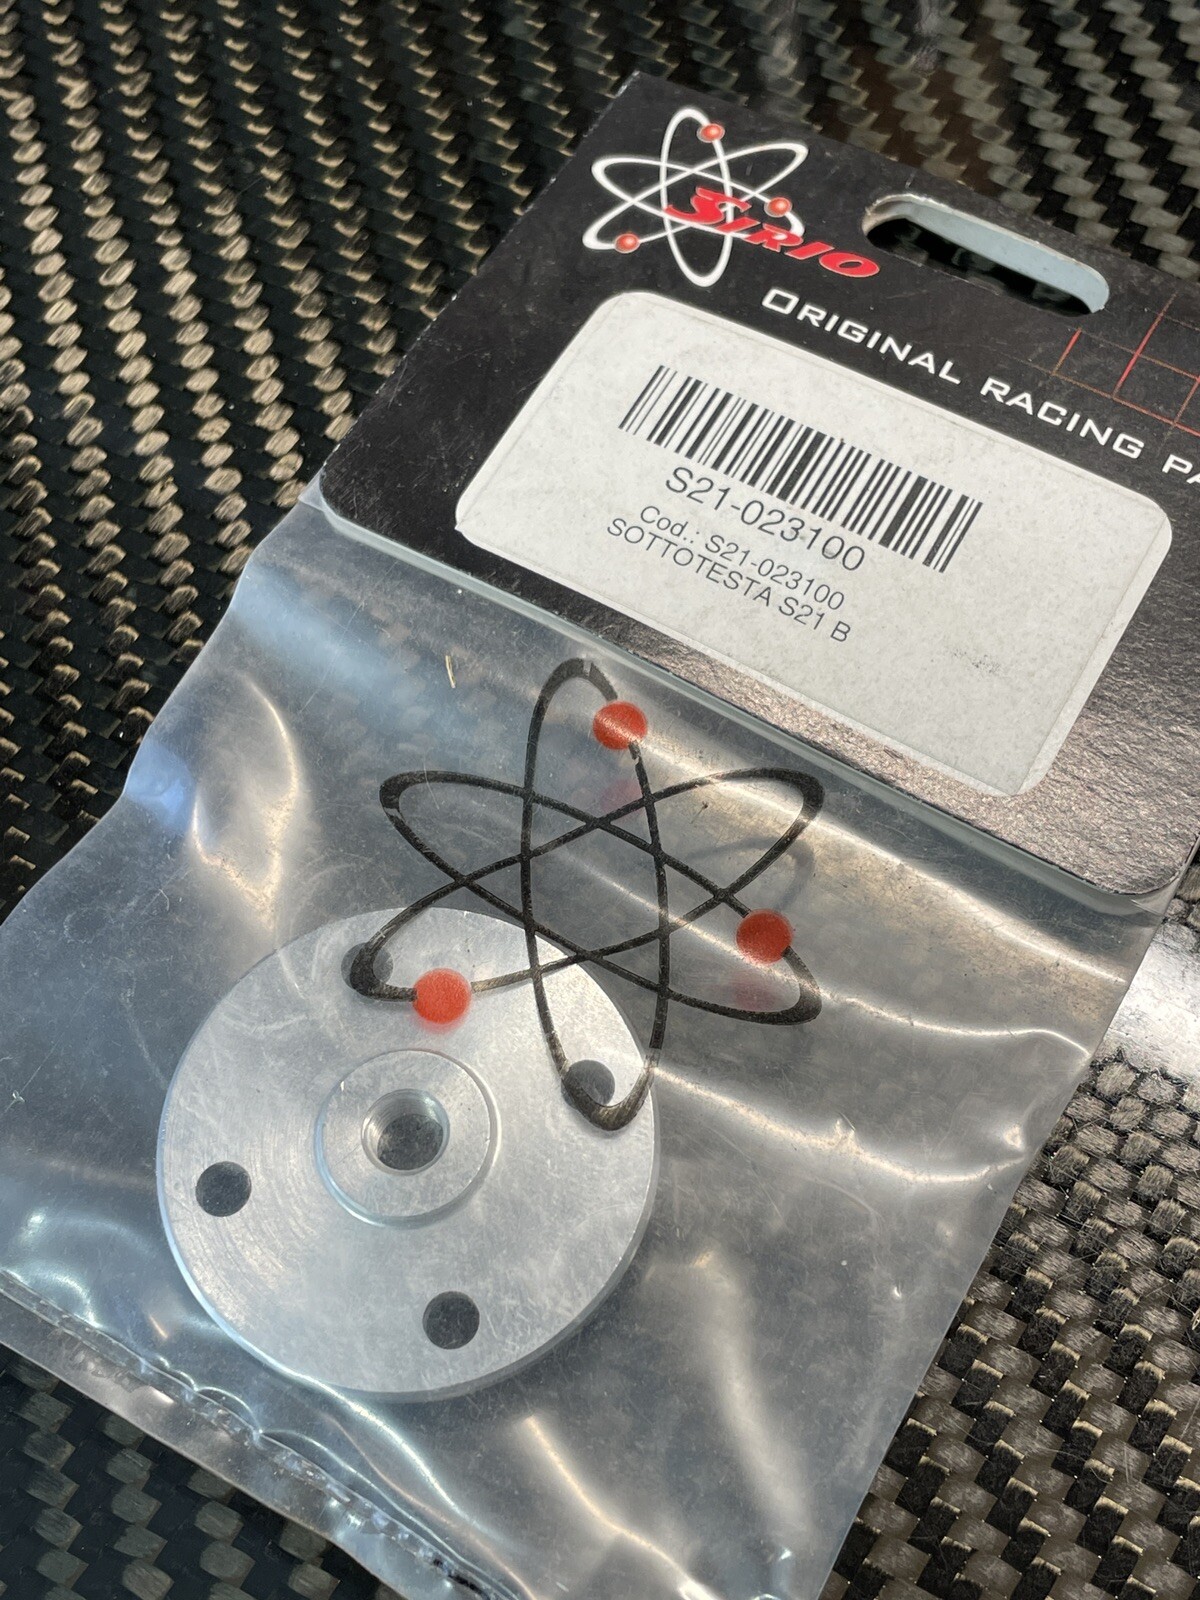 SIRIO
ORIGINAL RACING PA
S21-023100
Cod.: S21-023100
SOTTOTESTA S21 B